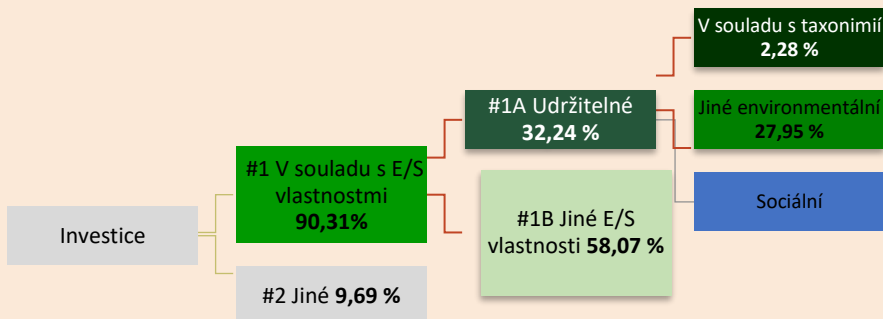 Investice
#1 V souladu s E/S
vlastnostmi
90,31%
#2 Jiné 9,69 %
#1A Udržitelné
32,24 %
#1B Jiné E/S
vlastnosti 58,07 %
V souladu s taxonimií
2,28 %
Jiné environmentální
27,95 %
Sociální